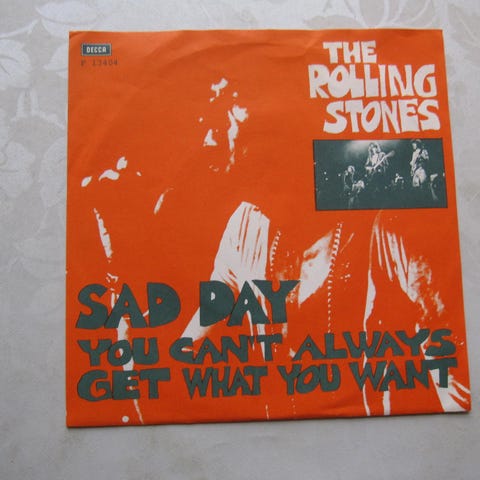 DECCA
F 13404
THE
ROLLING
STONES
SAD DAY
YOU CAN'T ALWAYS
GET WHAT YOU WANT